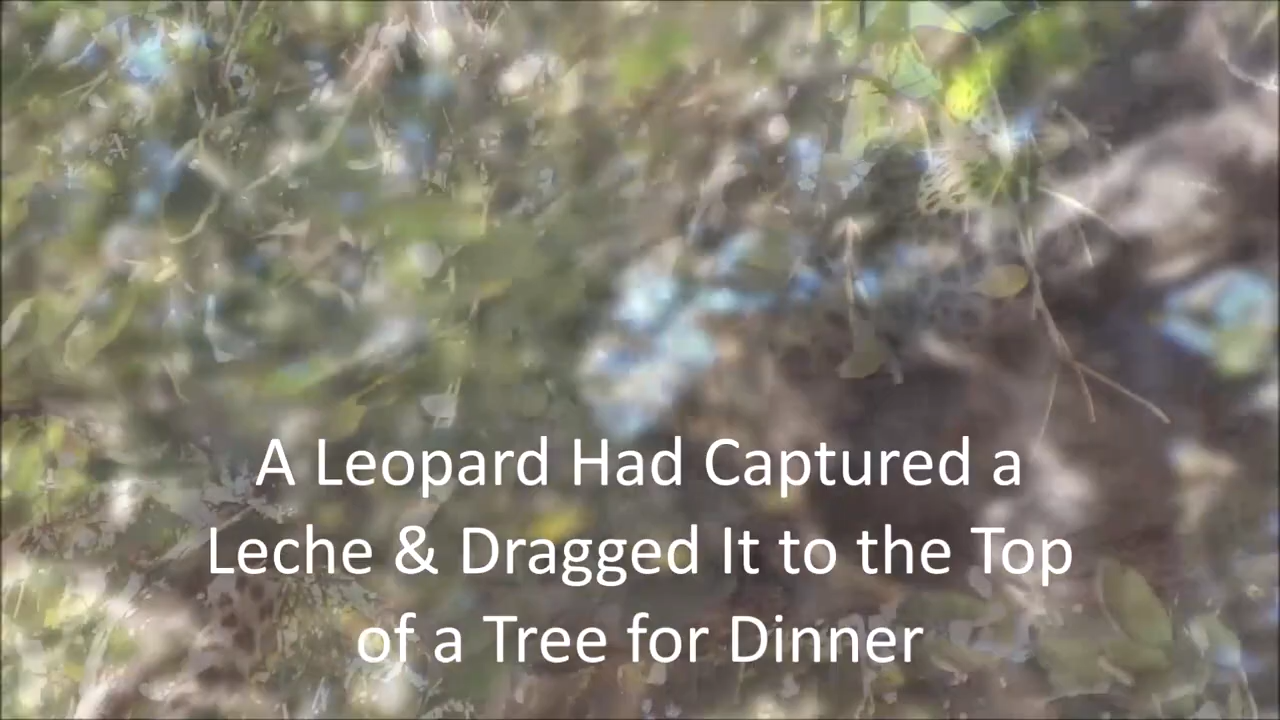 A Leopard Had Captured a
Leche & Dragged It to the Top
of a Tree for Dinner